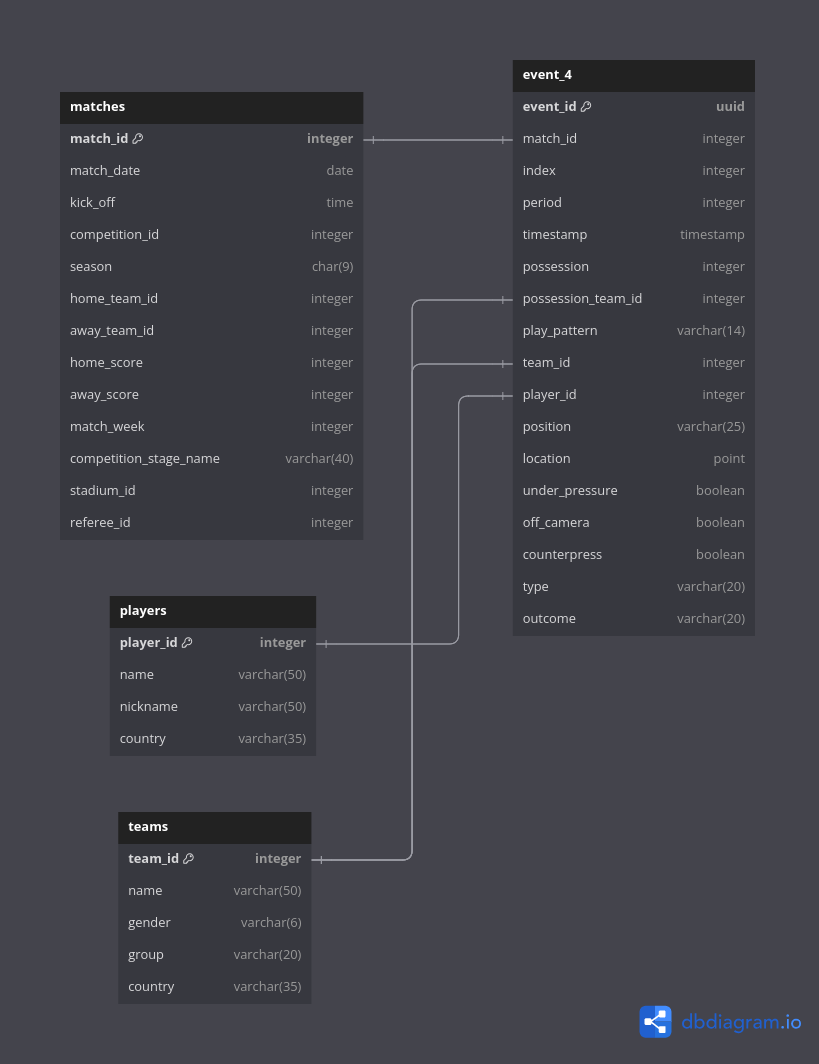 matches
match_id integer
match_date date
kick_off time
competition_id integer
season char(9)
home_team_id integer
away_team_id integer
home_score integer
away_score integer
match_week integer
competition_stage_name varchar(40)
stadium_id integer
referee_id integer
event_4
event_id uuid
match_id integer
index integer
period integer
timestamp timestamp
possession integer
possession_team_id integer
play_pattern varchar(14)
team_id integer
player_id integer
position varchar(25)
location point
under_pressure boolean
off_camera boolean
counterpress boolean
type varchar(20)
outcome varchar(20)
players
player_id integer
name varchar(50)
nickname varchar(50)
country varchar(35)
teams
team_id integer
name varchar(50)
gender varchar(6)
group varchar(20)
country varchar(35)
dbdiagram.io